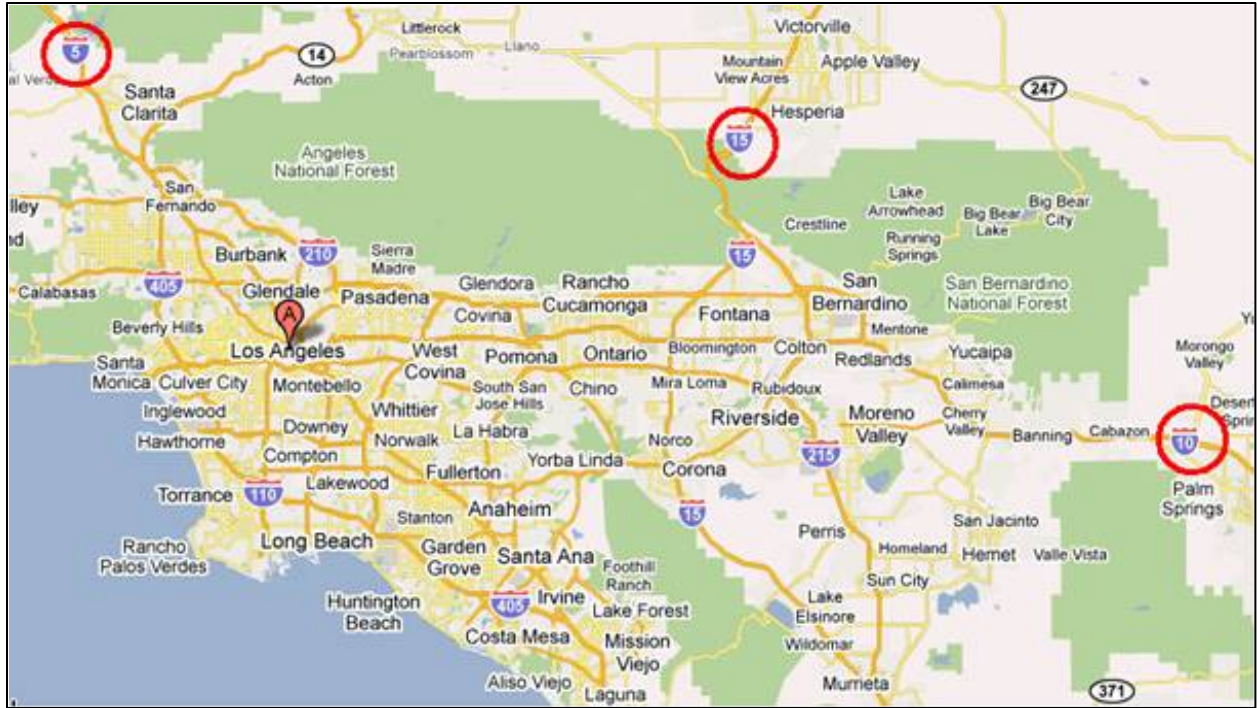 Victorville
Littlerock
Llano
Pearblossom
5
14
Acton
Mountain
View Acres
Apple Valley
Santa
Clarita
247
Hesperia
15
Angeles
National Forest
San
Fernando
lley
Lake
Arrowhead
Big Bear
Lake
Big Bear
City
Crestline
Running
Springs
Burbank
210
Sierra
Madre
15
405
Calabasas
Glendale
Pasadena
Glendora
Rancho
Cucamonga
San
Bernardino
San Bernardino
National Forest
A
Covina
Fontana
Beverly Hills
Mentone
Los Angeles
West
Covina
Pomona
Ontario
Bloomington
Colton
Redlands
Yucaipa
Morongo
Valley
Santa
Monica
Culver City
Montebello
South San
Jose Hills
Chino
Mira Loma
Rubidoux
Calimesa
Inglewood
Whittier
Riverside
Moreno
Valley
Cherry
Valley
Downey
La Habra
Hawthorne
Norwalk
Norco
Banning
Cabazon
10
Compton
Fullerton
Yorba Linda
Corona
215
Lakewood
110
Torrance
Anaheim
15
Palm
Springs
Stanton
San Jacinto
Long Beach
Perris
Rancho
Palos Verdes
Garden
Grove
Santa Ana
Homeland
Hemet
Valle Vista
Foothill
Ranch
Sun City
Huntington
Beach
405
Irvine
Lake Forest
Lake
Elsinore
Costa Mesa
Mission
Viejo
Wildomar
Aliso Viejo
Laguna
Murrieta
371